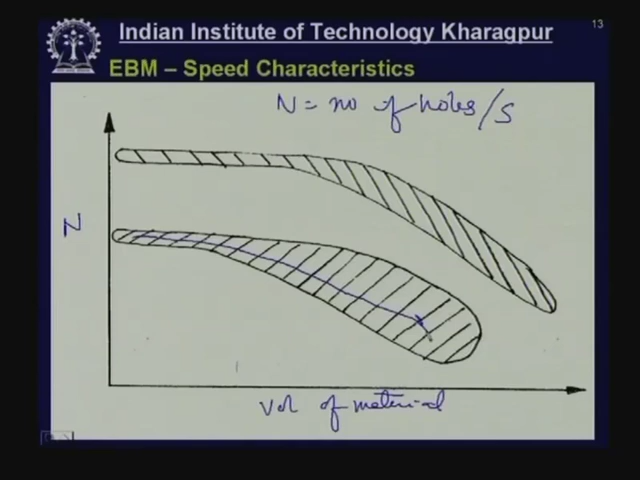 13
Indian Institute of Technology Kharagpur
EBM – Speed Characteristics
N = no of holes/s
N
Vol of material